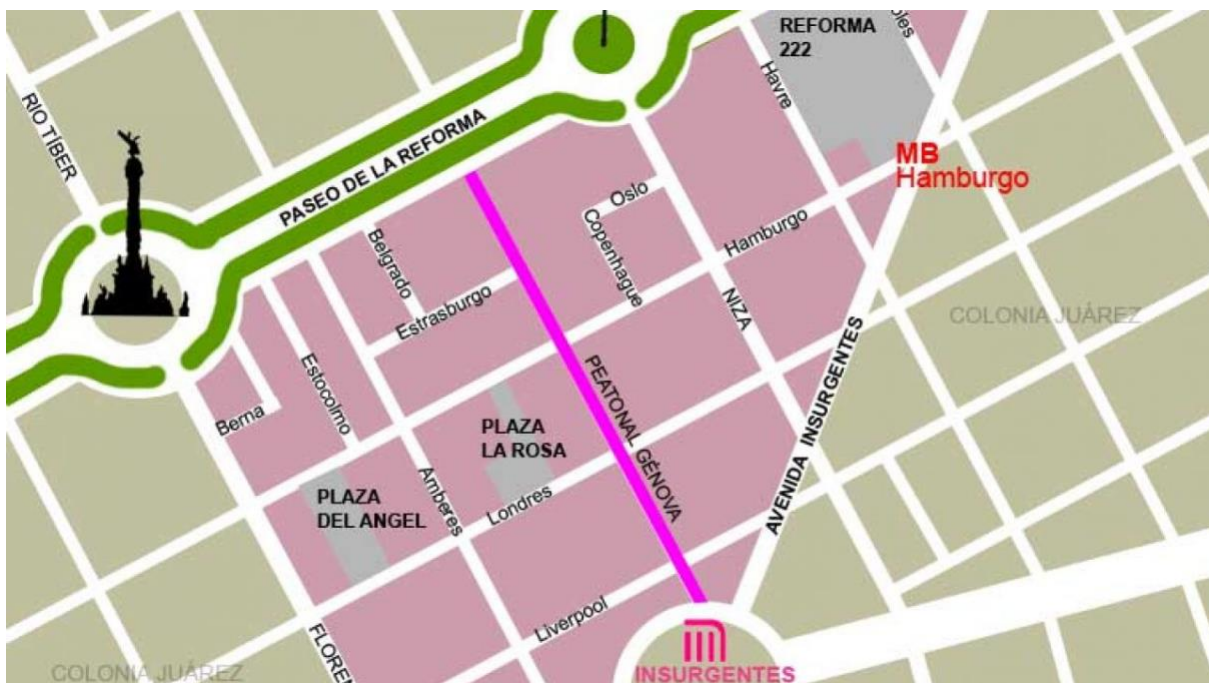 REFORMA
222
Havre
RIO TÍBER
PASEO DE LA REFORMA
MB
Hamburgo
Oslo
Copenhague
Hamburgo
Belgrado
Estrasburgo
NIZA
COLONIA JUÁREZ
AVENIDA INSURGENTES
PEATONAL GÉNOVA
Estocolmo
Berna
PLAZA
LA ROSA
PLAZA
DEL ANGEL
Amberes
Londres
Liverpool
FLOREN
COLONIA JUÁREZ
INSURGENTES